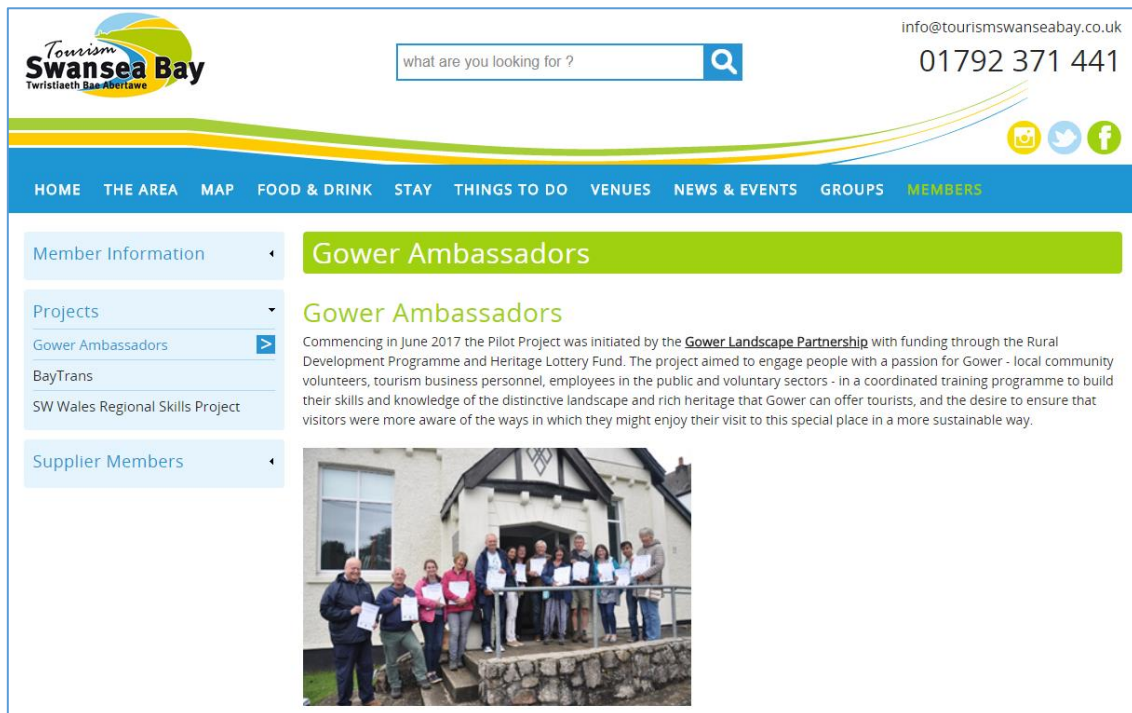 Tourism
Swansea Bay
Twristiaeth Bae Abertawe
what are you looking for ?
info@tourismswanseabay.co.uk
01792 371 441
HOME THE AREA MAP FOOD & DRINK STAY THINGS TO DO VENUES NEWS & EVENTS GROUPS MEMBERS
Member Information
Projects
Gower Ambassadors
BayTrans
SW Wales Regional Skills Project
Supplier Members
Gower Ambassadors
Gower Ambassadors
Commencing in June 2017 the Pilot Project was initiated by the Gower Landscape Partnership with funding through the Rural
Development Programme and Heritage Lottery Fund. The project aimed to engage people with a passion for Gower - local community
volunteers, tourism business personnel, employees in the public and voluntary sectors - in a coordinated training programme to build
their skills and knowledge of the distinctive landscape and rich heritage that Gower can offer tourists, and the desire to ensure that
visitors were more aware of the ways in which they might enjoy their visit to this special place in a more sustainable way.